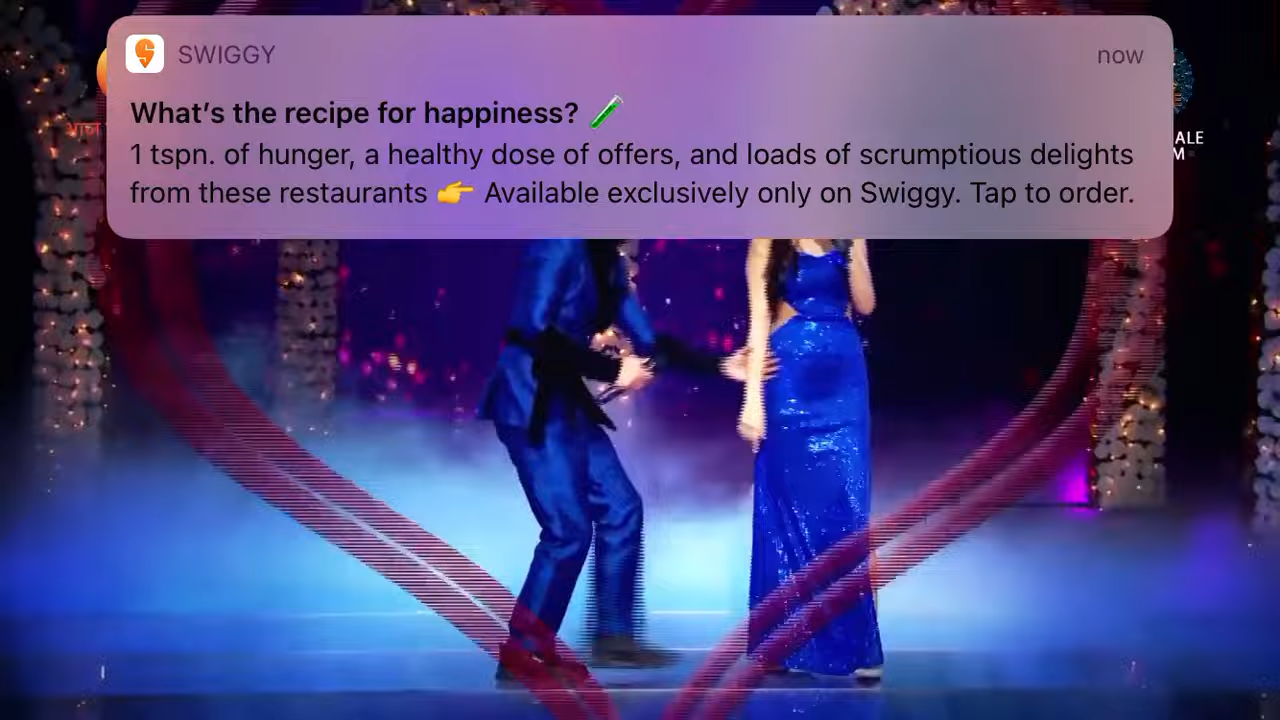 SWIGGY
now
What's the recipe for happiness?
1 tspn. of hunger, a healthy dose of offers, and loads of scrumptious delights
from these restaurants 👉 Available exclusively only on Swiggy. Tap to order.